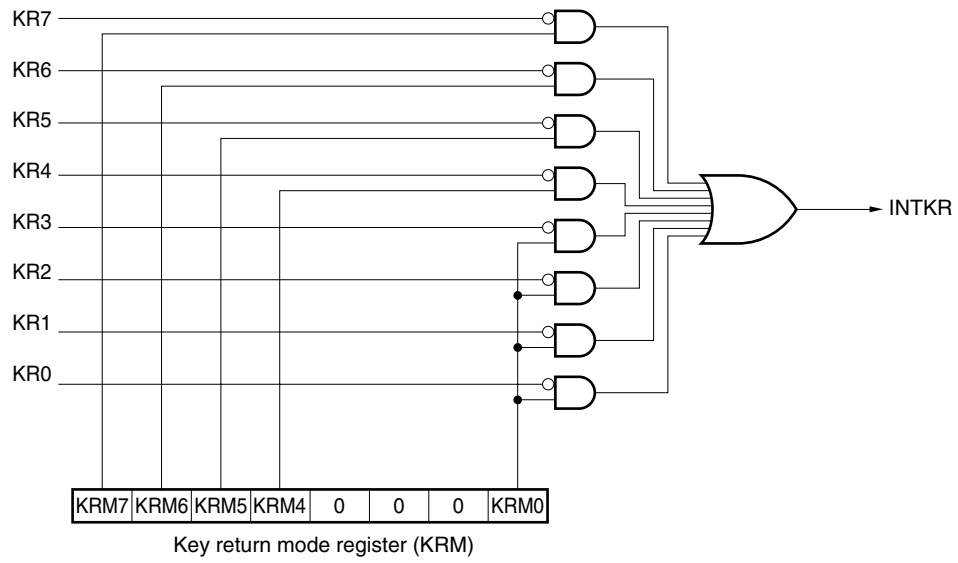 KR7
KR6
KR5
KR4
KR3
KR2
KR1
KR0
INTKR
KRM7 KRM6 KRM5 KRM4 0 0 0 KRM0
Key return mode register (KRM)